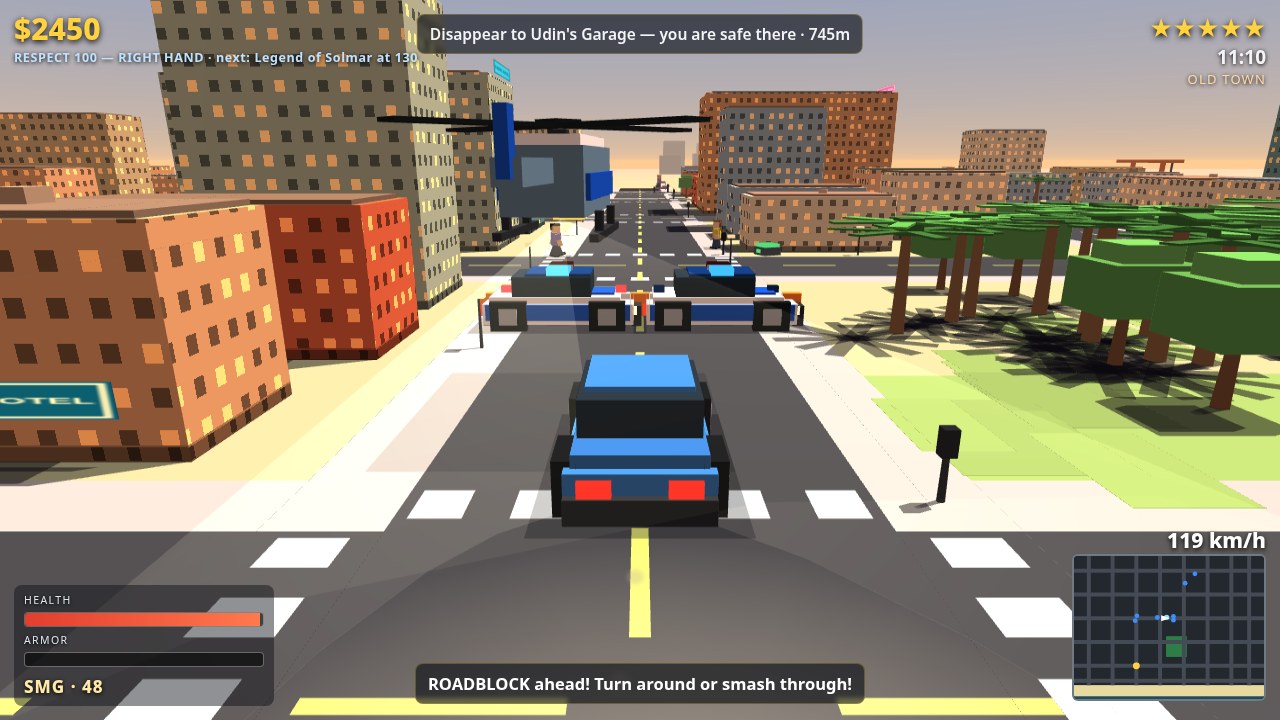 $2450
RESPECT 100 — RIGHT HAND · next: Legend of Solmar at 130
Disappear to Udin's Garage — you are safe there · 745m
★★★★★
11:10
OLD TOWN
OTEL
119 km/h
HEALTH
ARMOR
SMG · 48
ROADBLOCK ahead! Turn around or smash through!